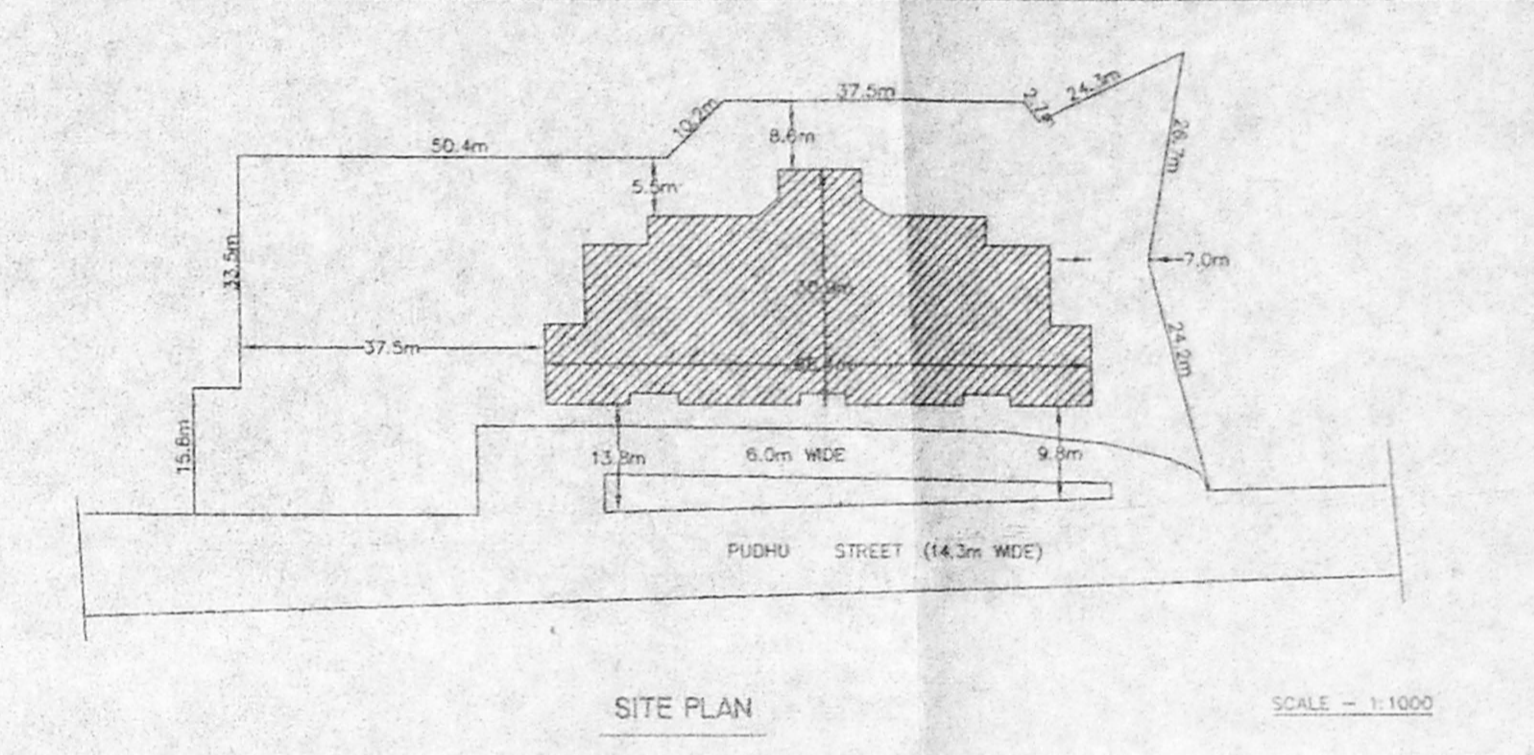 37.5m
24.3m
10.2m
8.6m
26.7m
50.4m
5.5m
33.5m
7.0m
37.5m
24.2m
15.8m
13.8m
6.0m WIDE
9.8m
PUDHU STREET (14.3m WIDE)
SITE PLAN
SCALE - 1:1000